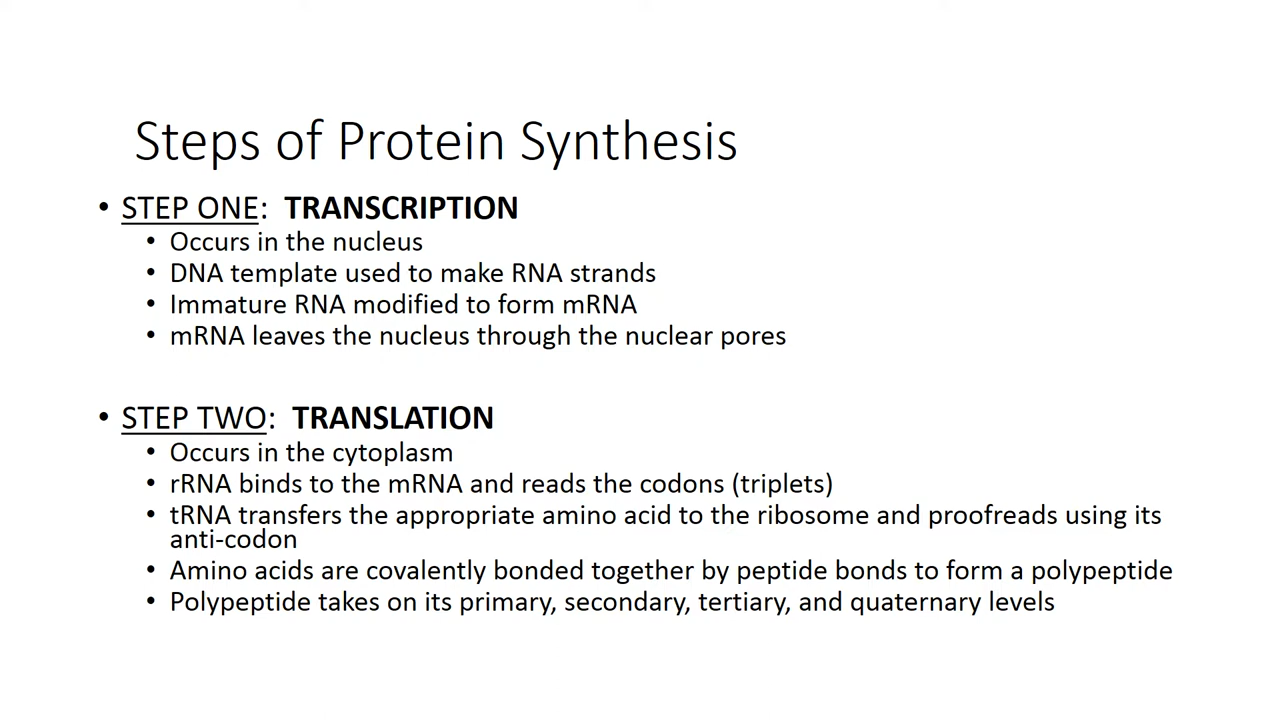 Steps of Protein Synthesis
• STEP ONE:  TRANSCRIPTION
• Occurs in the nucleus
• DNA template used to make RNA strands
• Immature RNA modified to form mRNA
• mRNA leaves the nucleus through the nuclear pores
• STEP TWO:  TRANSLATION
• Occurs in the cytoplasm
• rRNA binds to the mRNA and reads the codons (triplets)
• tRNA transfers the appropriate amino acid to the ribosome and proofreads using its
anti-codon
• Amino acids are covalently bonded together by peptide bonds to form a polypeptide
• Polypeptide takes on its primary, secondary, tertiary, and quaternary levels